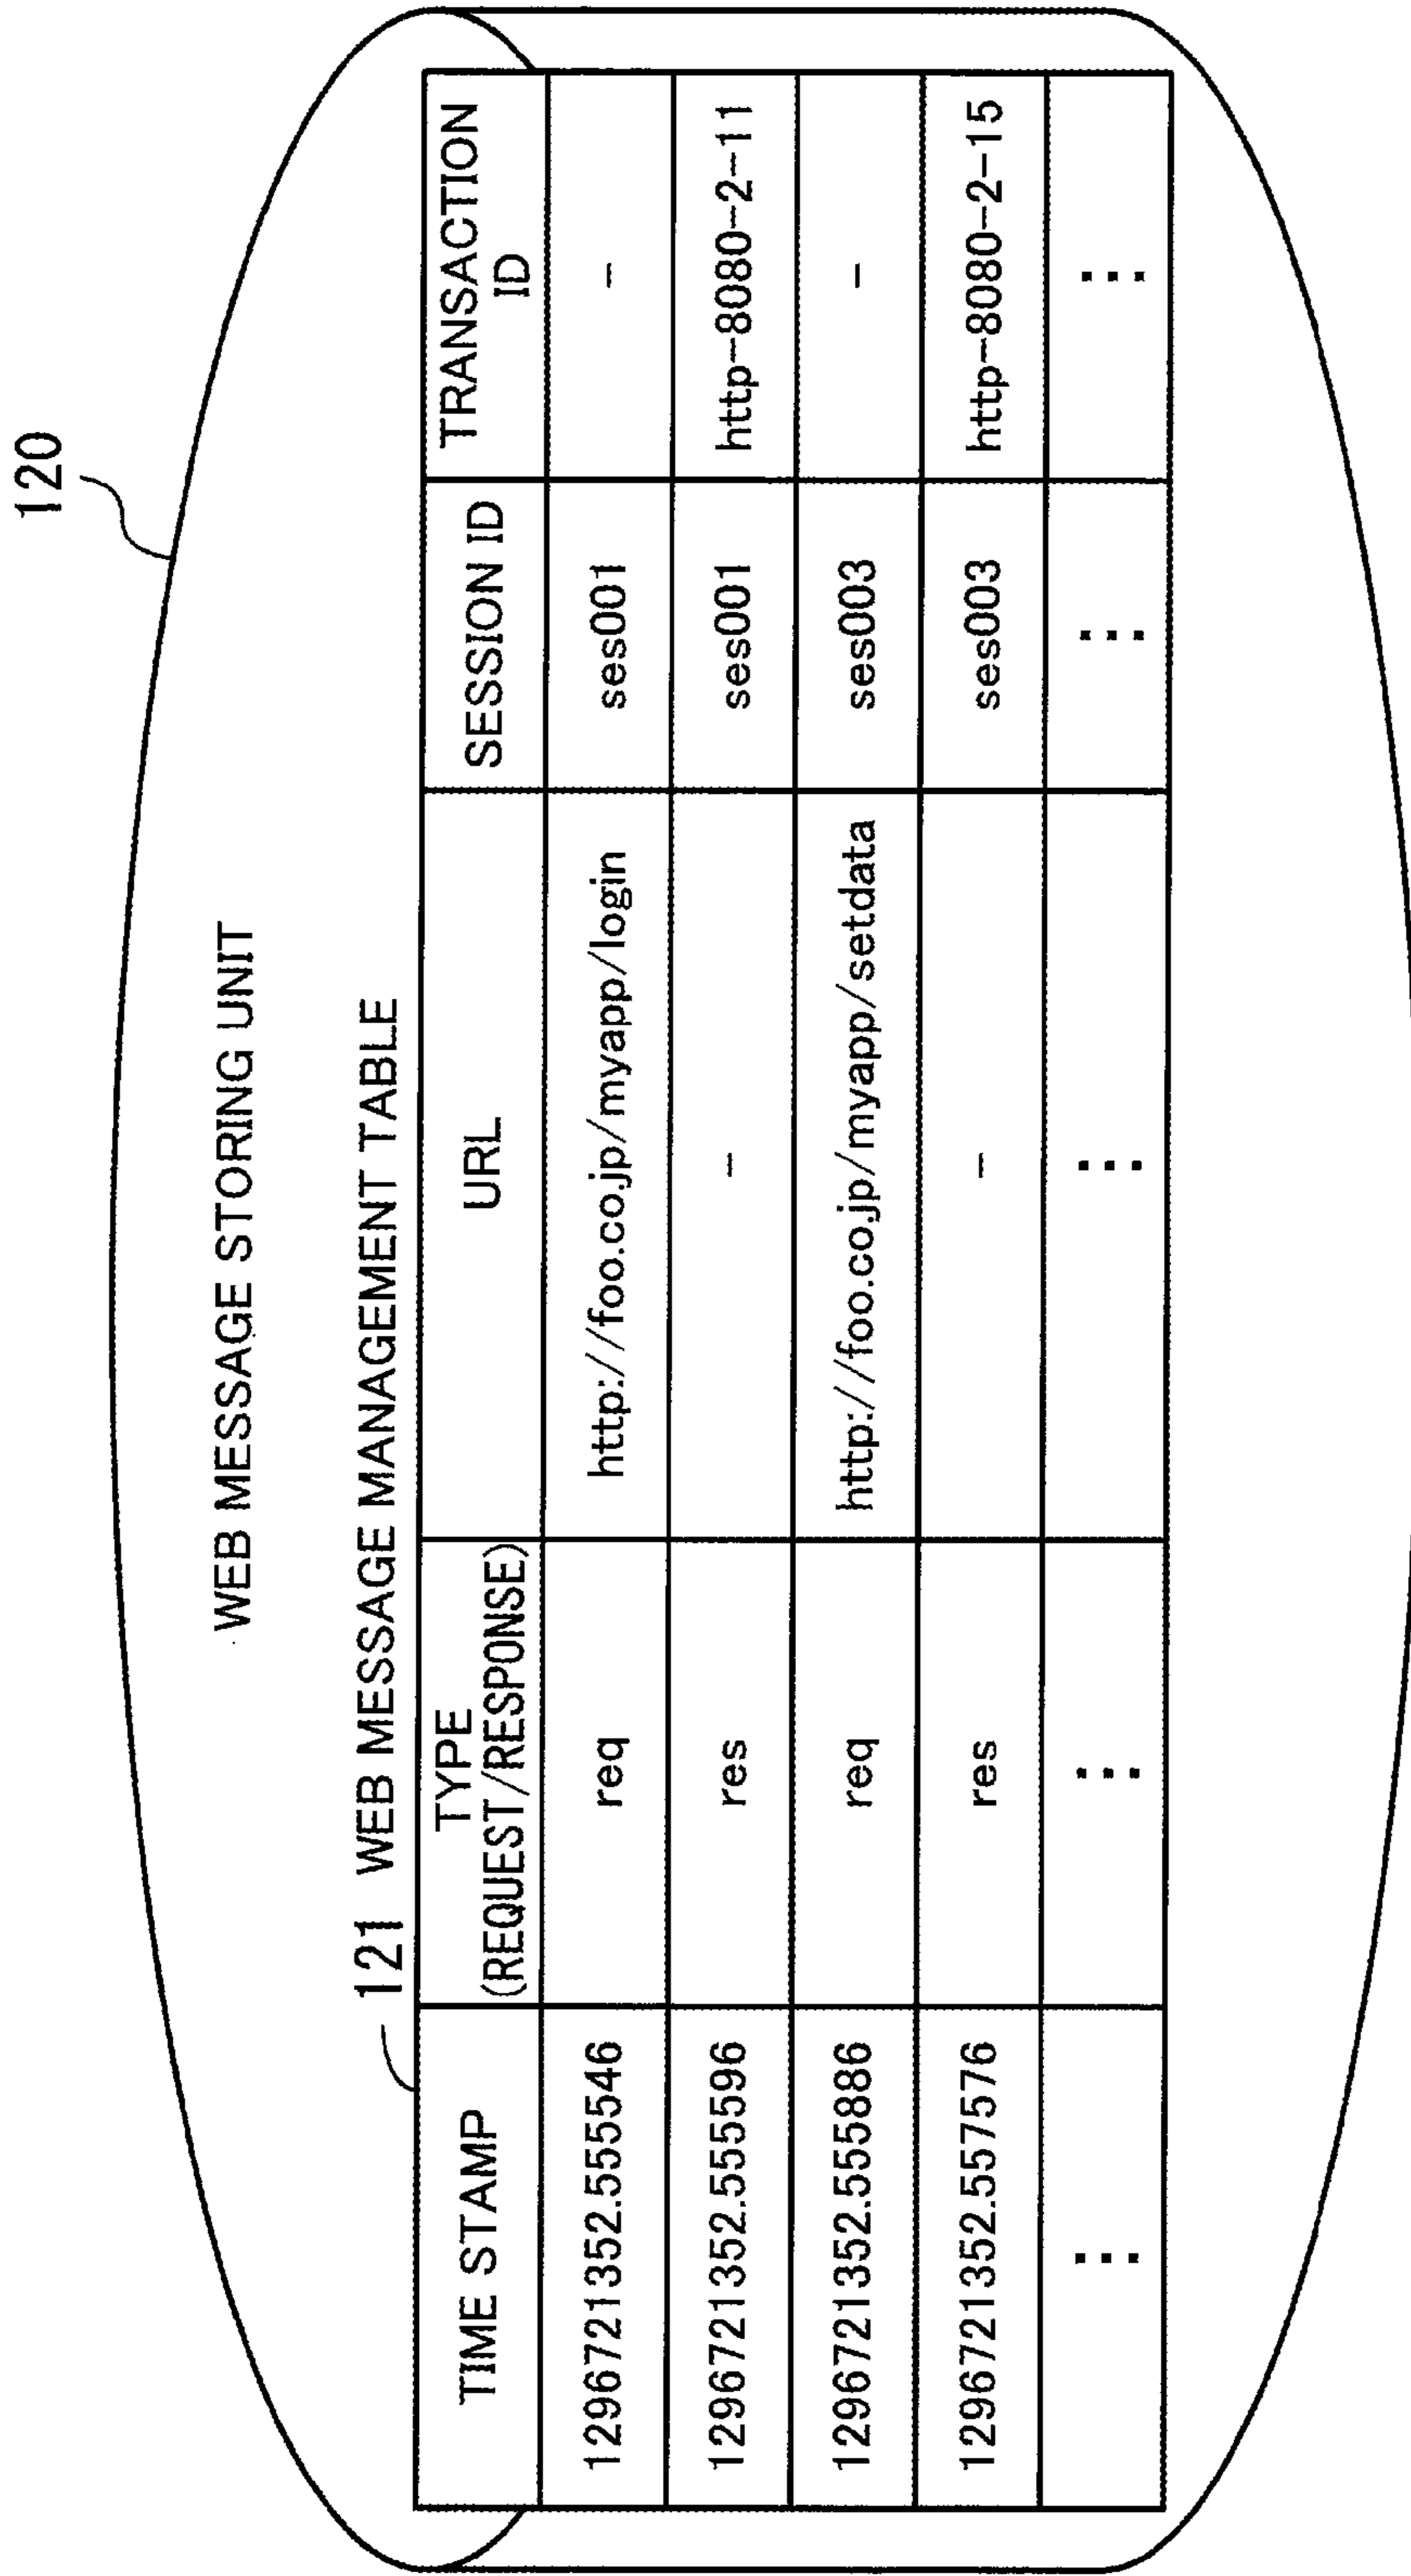 120
WEB MESSAGE STORING UNIT
121 WEB MESSAGE MANAGEMENT TABLE
TIME STAMP TYPE (REQUEST/RESPONSE) URL SESSION ID TRANSACTION ID
1296721352.555546 req http://foo.co.jp/myapp/login ses001 -
1296721352.555596 res - ses001 http-8080-2-11
1296721352.555886 req http://foo.co.jp/myapp/setdata ses003 -
1296721352.557576 res - ses003 http-8080-2-15
... ... ... ... ...